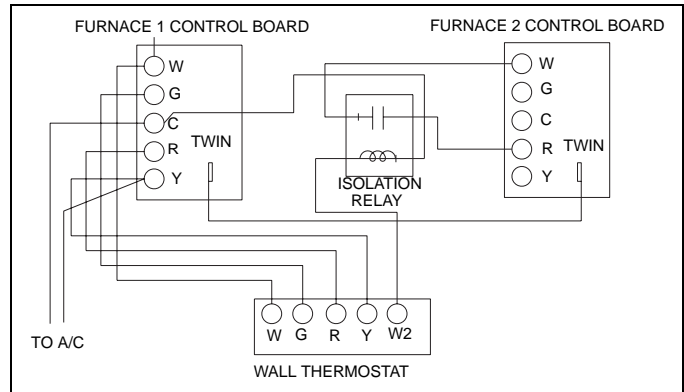 FURNACE 1 CONTROL BOARD
FURNACE 2 CONTROL BOARD
W
G
C
R
Y
TWIN
ISOLATION
RELAY
W
G
C
R
Y
TWIN
TO A/C
W G R Y W2
WALL THERMOSTAT